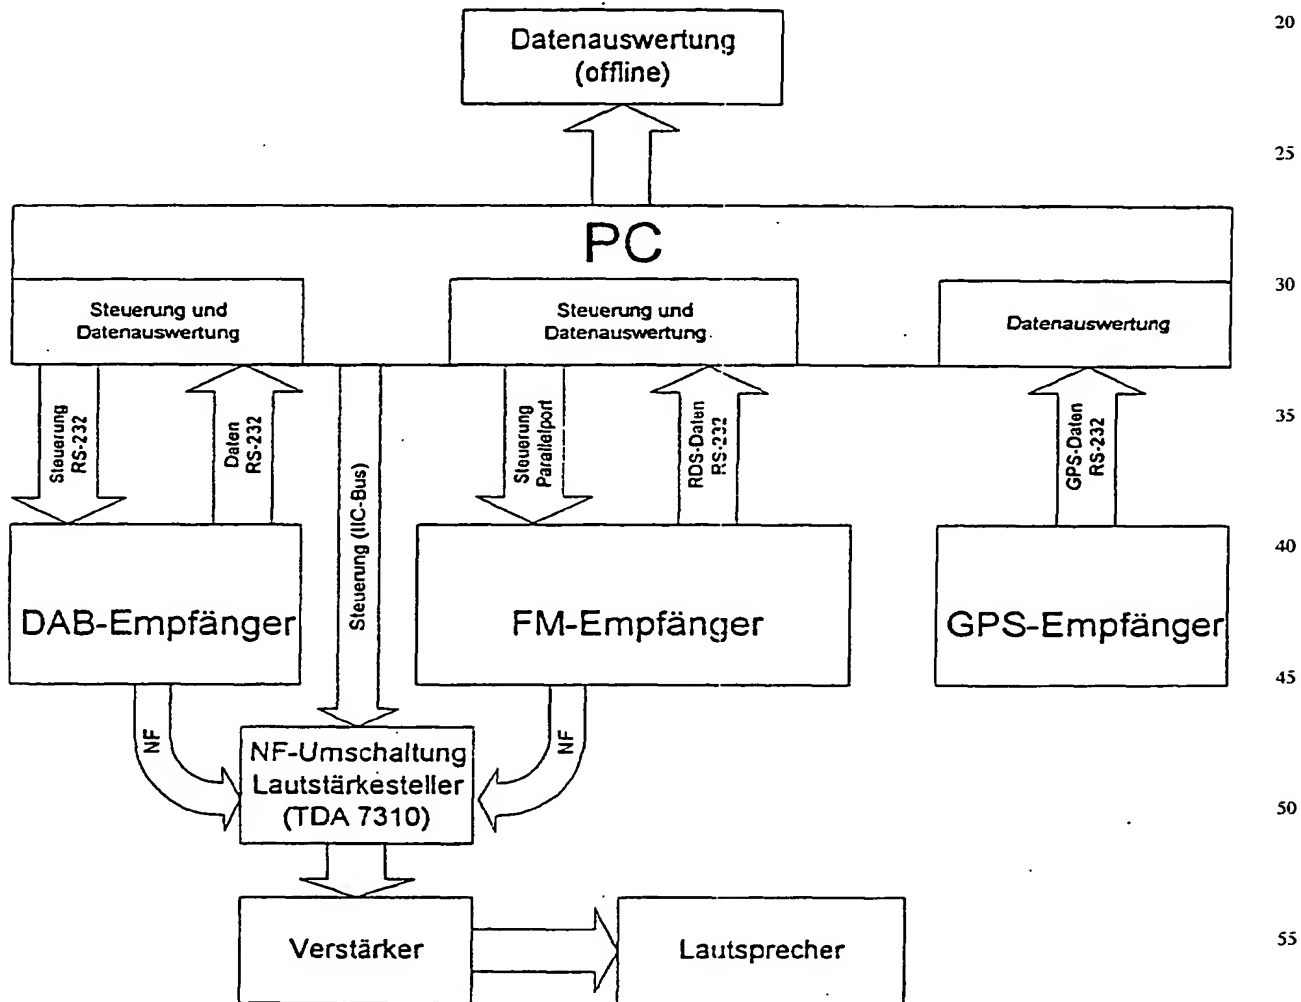 20
Datenauswertung
(offline)
25
PC
30
Steuerung und
Datenauswertung
Steuerung und
Datenauswertung
Datenauswertung
35
Steuerung
RS-232
Daten
RS-232
Steuerung (IIC-Bus)
Steuerung
Parallelport
RDS-Daten
RS-232
GPS-Daten
RS-232
40
DAB-Empfänger
FM-Empfänger
GPS-Empfänger
45
NF
NF
NF-Umschaltung
Lautstärkesteller
(TDA 7310)
50
Verstärker
Lautsprecher
55